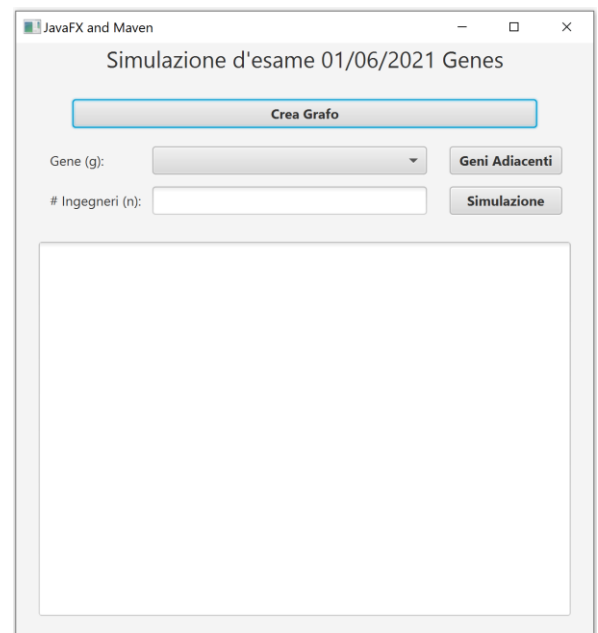 JavaFX and Maven
Simulazione d'esame 01/06/2021 Genes
Crea Grafo
Gene (g):
Geni Adiacenti
# Ingegneri (n):
Simulazione